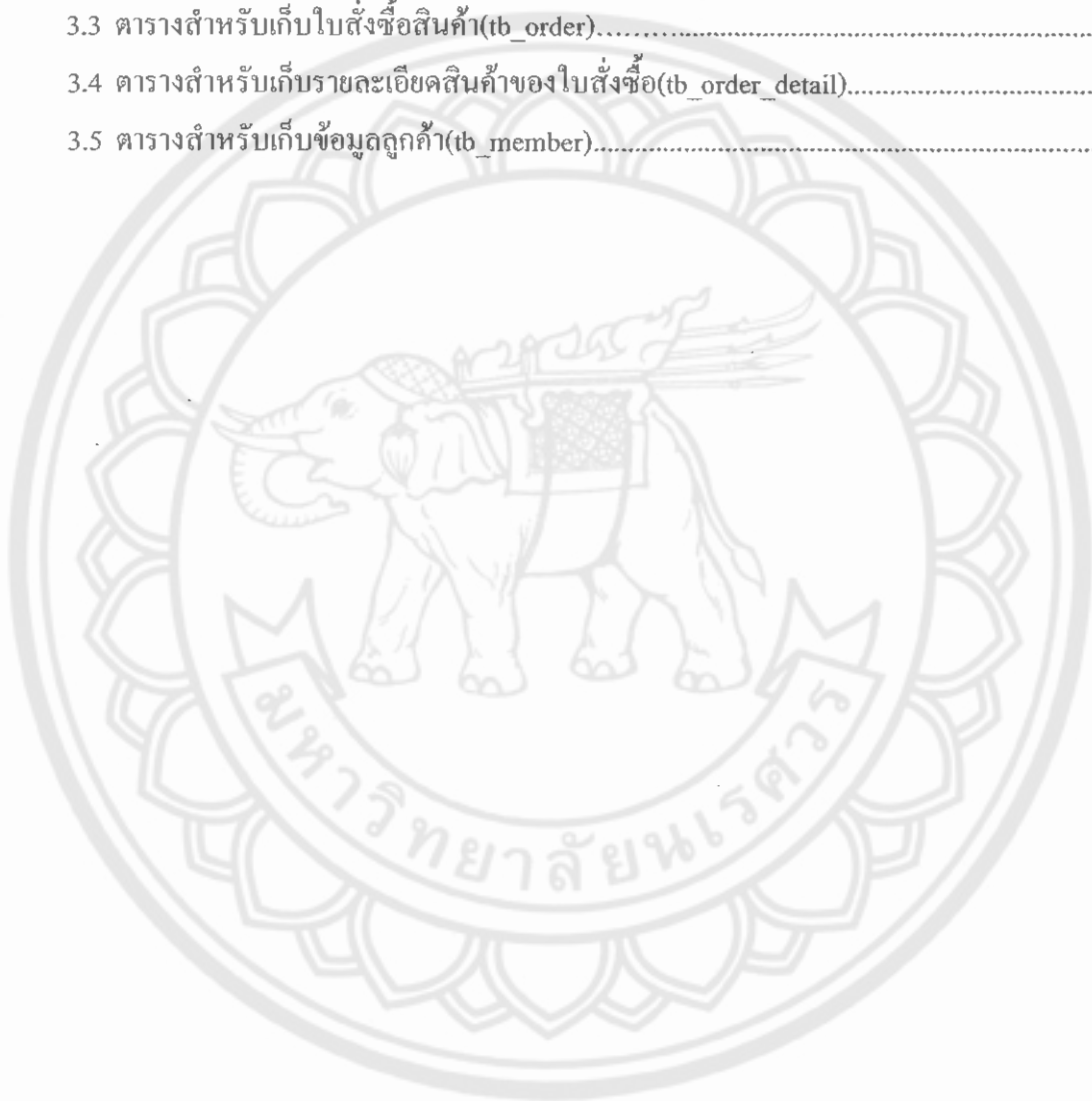 3.3 ตารางสำหรับเก็บใบสั่งซื้อสินค้า(tb_order)................................................................................
3.4 ตารางสำหรับเก็บรายละเอียดสินค้าของใบสั่งซื้อ(tb_order_detail)...................................
3.5 ตารางสำหรับเก็บข้อมูลลูกค้า(tb_member)................................................................................
มหาวิทยาลัยนเรศวร